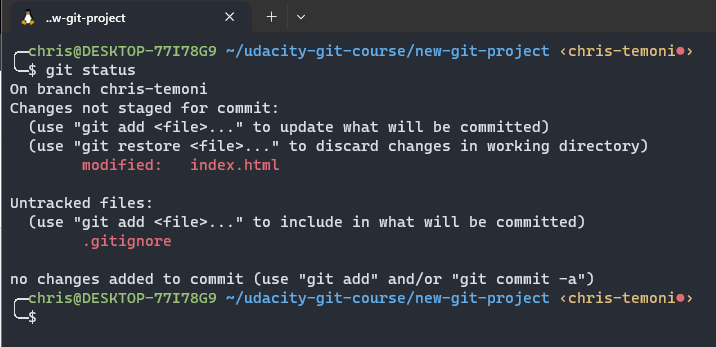 ..w-git-project
chris@DESKTOP-77I78G9 ~/udacity-git-course/new-git-project ‹chris-temoni●›
$ git status
On branch chris-temoni
Changes not staged for commit:
  (use "git add <file>..." to update what will be committed)
  (use "git restore <file>..." to discard changes in working directory)
        modified:   index.html

Untracked files:
  (use "git add <file>..." to include in what will be committed)
        .gitignore

no changes added to commit (use "git add" and/or "git commit -a")
chris@DESKTOP-77I78G9 ~/udacity-git-course/new-git-project ‹chris-temoni●›
$